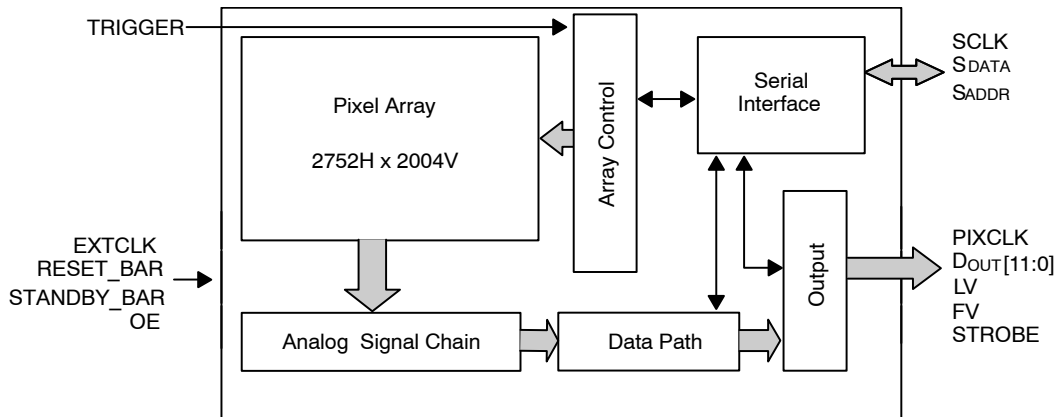 TRIGGER
Pixel Array
2752H x 2004V
Array Control
Serial
Interface
SCLK
SDATA
SADDR
EXTCLK
RESET_BAR
STANDBY_BAR
OE
Analog Signal Chain
Data Path
Output
PIXCLK
DOUT[11:0]
LV
FV
STROBE